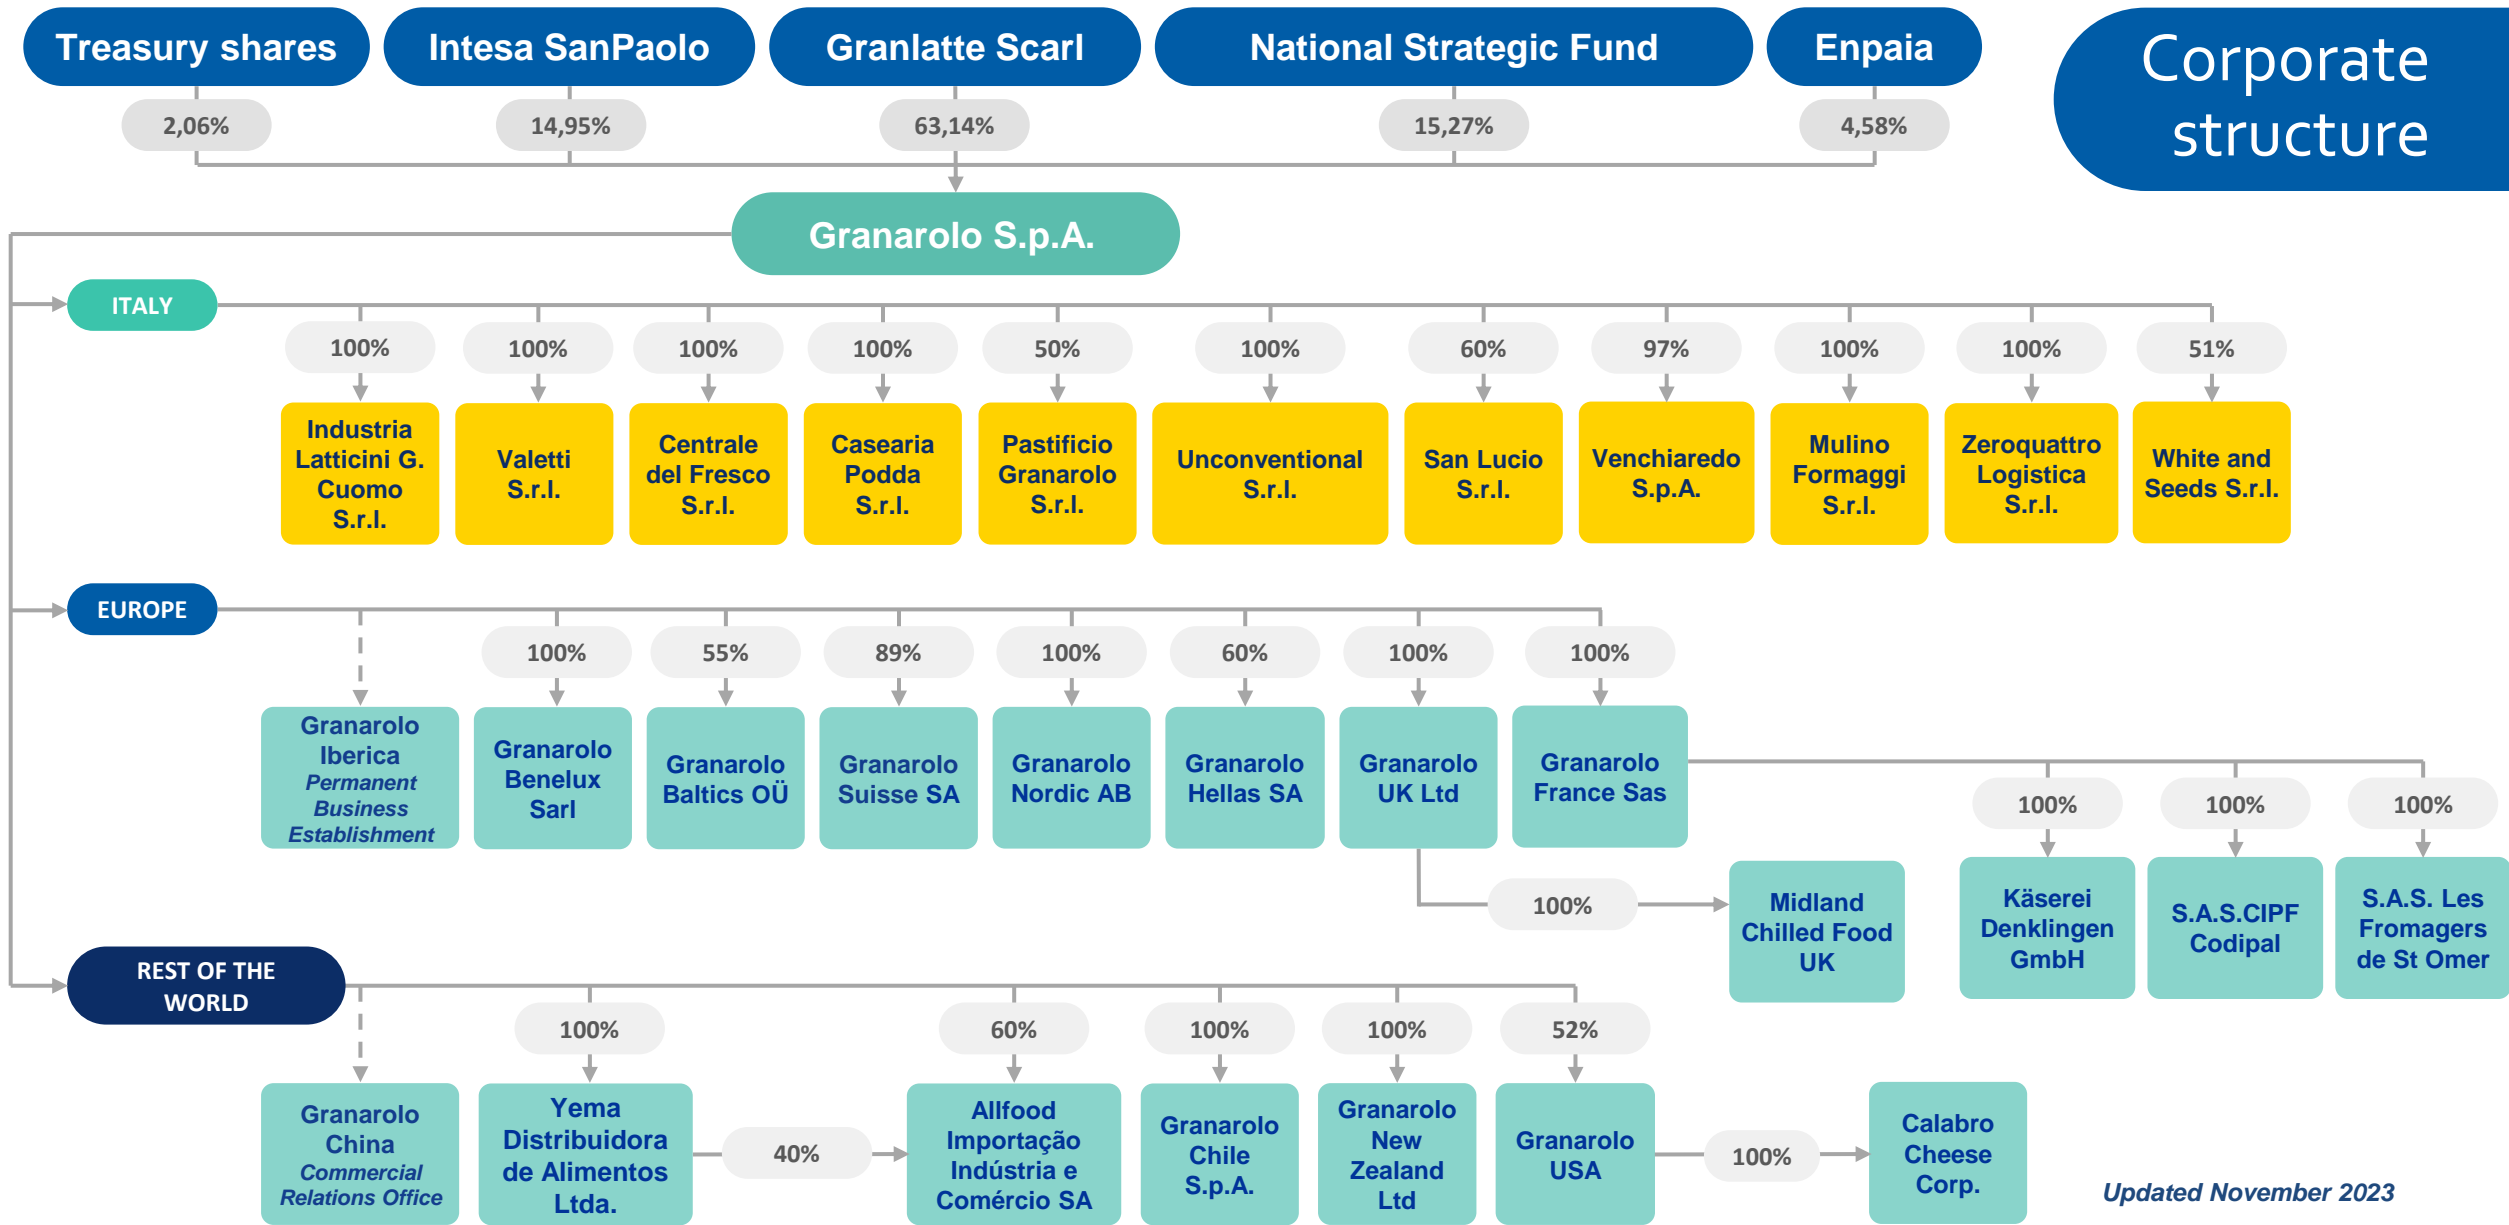 Treasury shares
Intesa SanPaolo
Granlatte Scarl
National Strategic Fund
Enpaia
Corporate
structure
2,06%
14,95%
63,14%
15,27%
4,58%
Granarolo S.p.A.
ITALY
100%
100%
100%
100%
50%
100%
60%
97%
100%
100%
51%
Industria
Latticini G.
Cuomo
S.r.l.
Valetti
S.r.l.
Centrale
del Fresco
S.r.l.
Casearia
Podda
S.r.l.
Pastificio
Granarolo
S.r.l.
Unconventional
S.r.l.
San Lucio
S.r.l.
Venchiaredo
S.p.A.
Mulino
Formaggi
S.r.l.
Zeroquattro
Logistica
S.r.l.
White and
Seeds S.r.l.
EUROPE
100%
55%
89%
100%
60%
100%
100%
Granarolo
Iberica
Permanent
Business
Establishment
Granarolo
Benelux
Sarl
Granarolo
Baltics OÜ
Granarolo
Suisse SA
Granarolo
Nordic AB
Granarolo
Hellas SA
Granarolo
UK Ltd
Granarolo
France Sas
100%
100%
100%
100%
Midland
Chilled Food
UK
Käserei
Denklingen
GmbH
S.A.S.CIPF
Codipal
S.A.S. Les
Fromagers
de St Omer
REST OF THE
WORLD
100%
60%
100%
100%
52%
Granarolo
China
Commercial
Relations Office
Yema
Distribuidora
de Alimentos
Ltda.
40%
Allfood
Importação
Indústria e
Comércio SA
Granarolo
Chile
S.p.A.
Granarolo
New
Zealand
Ltd
Granarolo
USA
100%
Calabro
Cheese
Corp.
Updated November 2023